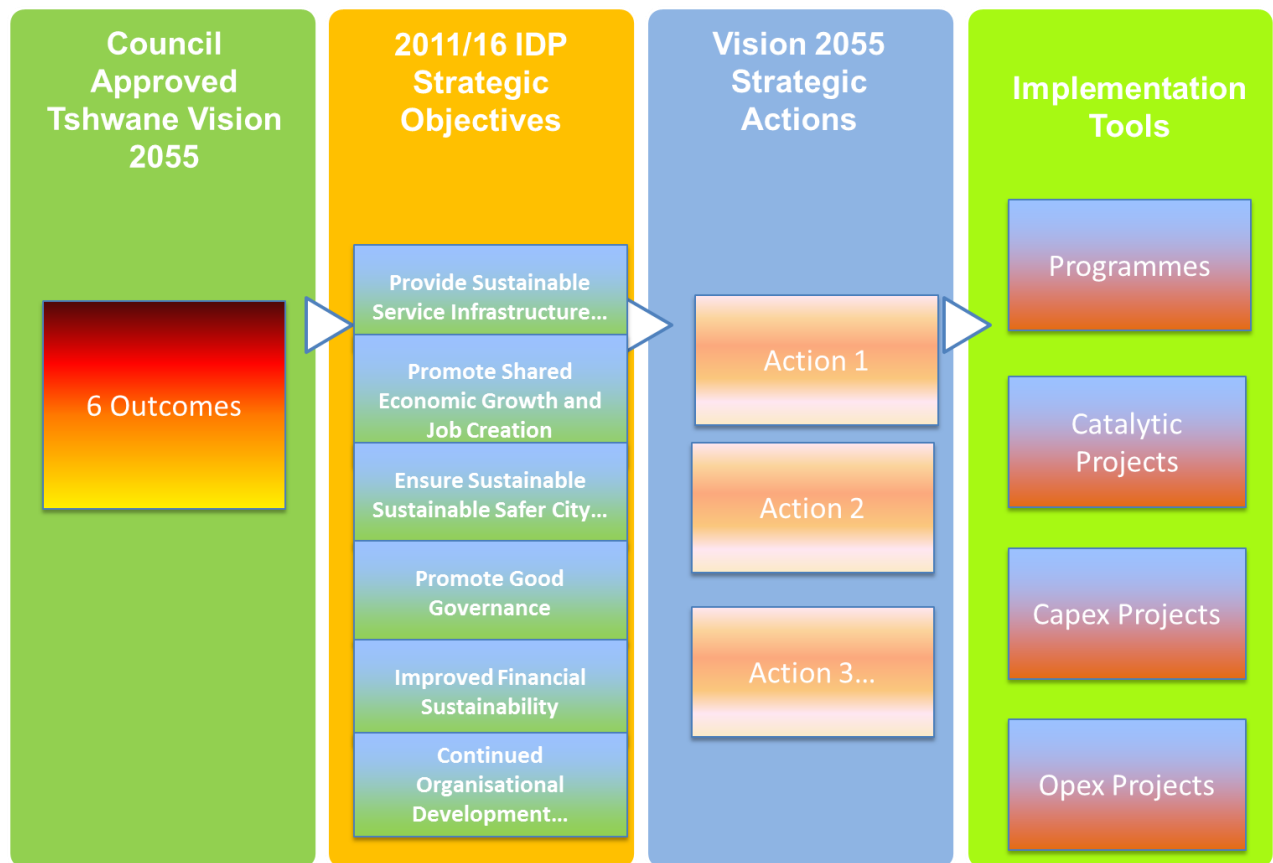 Council
Approved
Tshwane Vision
2055
6 Outcomes
2011/16 IDP
Strategic
Objectives
Provide Sustainable
Service Infrastructure...
Promote Shared
Economic Growth and
Job Creation
Ensure Sustainable
Sustainable Safer City...
Promote Good
Governance
Improved Financial
Sustainability
Continued
Organisational
Development...
Vision 2055
Strategic
Actions
Action 1
Action 2
Action 3...
Implementation
Tools
Programmes
Catalytic
Projects
Capex Projects
Opex Projects